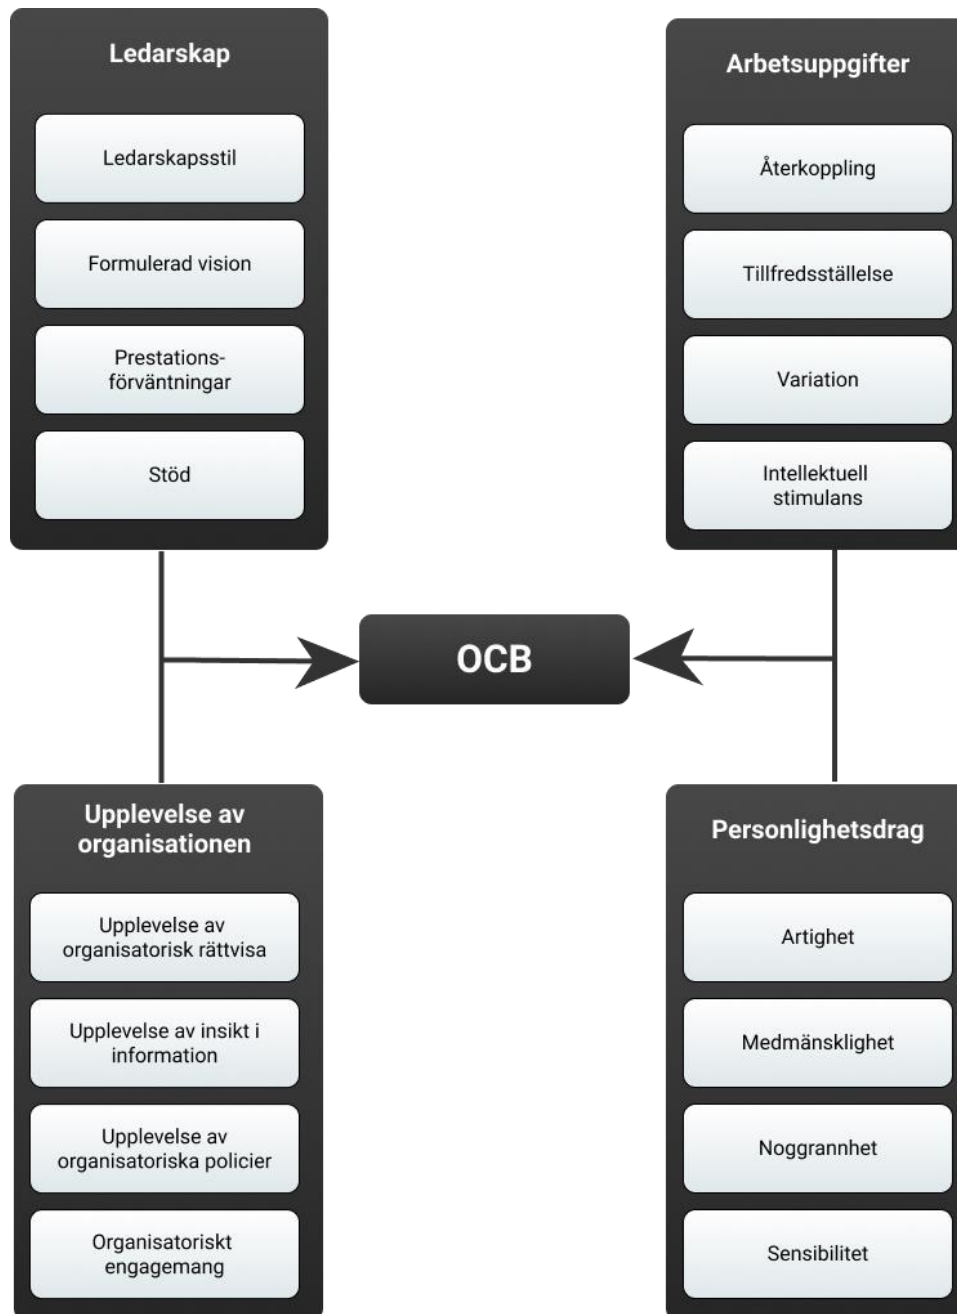 Ledarskap
Ledarskapsstil
Formulerad vision
Prestations-
förväntningar
Stöd
Arbetsuppgifter
Återkoppling
Tillfredsställelse
Variation
Intellektuell
stimulans
OCB
Upplevelse av
organisationen
Upplevelse av
organisatorisk rättvisa
Upplevelse av insikt i
information
Upplevelse av
organisatoriska policier
Organisatoriskt
engagemang
Personlighetsdrag
Artighet
Medmänsklighet
Noggrannhet
Sensibilitet